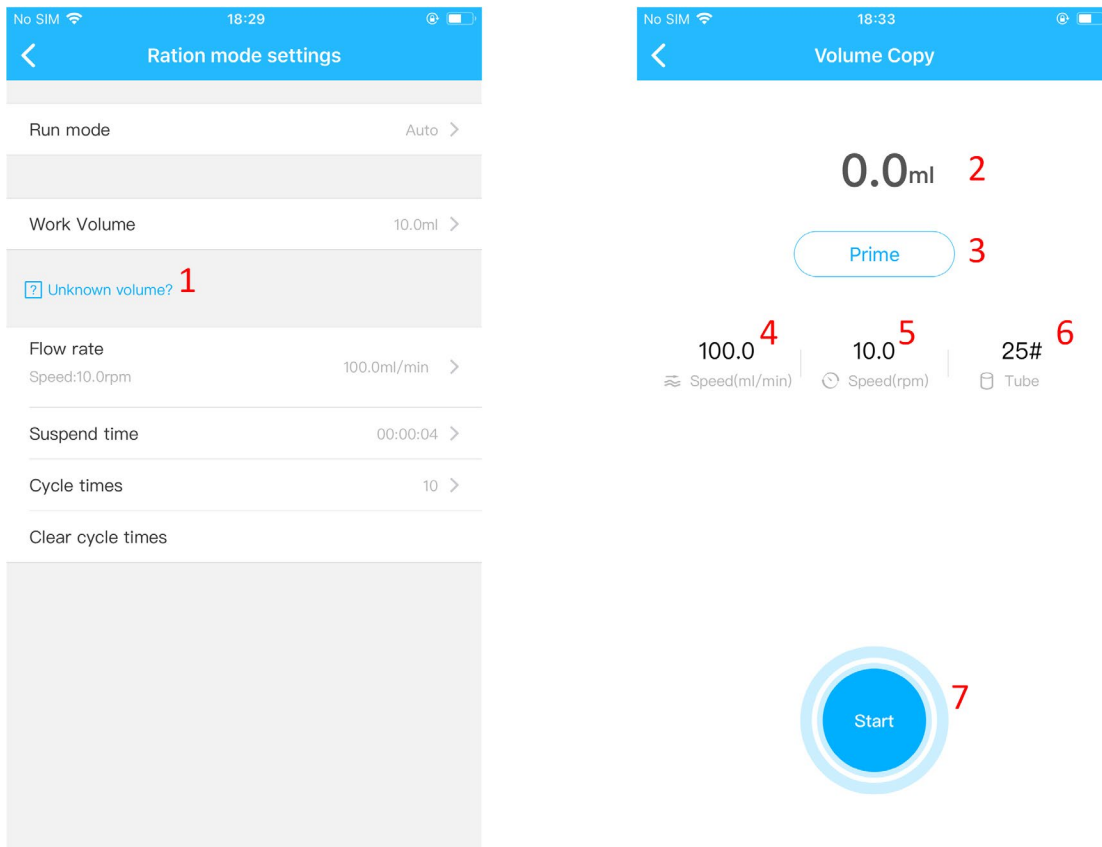 No SIM 18:29
Ration mode settings
Run mode Auto
Work Volume 10.0ml
? Unknown volume? 1
Flow rate
Speed:10.0rpm 100.0ml/min
Suspend time 00:00:04
Cycle times 10
Clear cycle times
No SIM 18:33
Volume Copy
0.0ml 2
Prime 3
100.0 4 10.0 5 25# 6
Speed(ml/min) Speed(rpm) Tube
Start 7